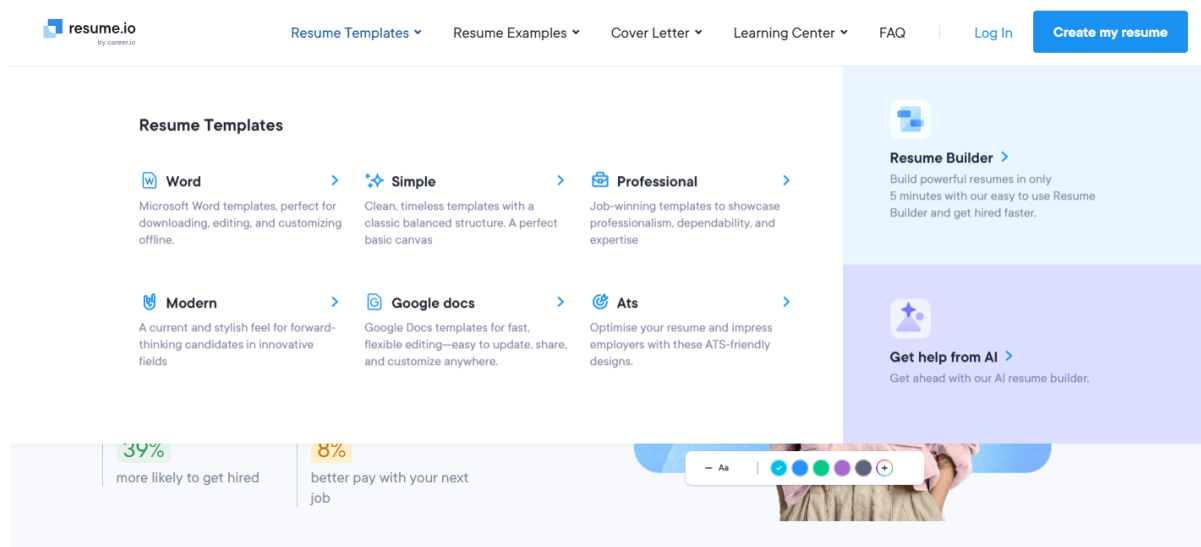 resume.io
by career.io
Resume Templates
Resume Examples
Cover Letter
Learning Center
FAQ
Log In
Create my resume
Resume Templates
Word
Microsoft Word templates, perfect for
downloading, editing, and customizing
offline.
Simple
Clean, timeless templates with a
classic balanced structure. A perfect
basic canvas
Professional
Job-winning templates to showcase
professionalism, dependability, and
expertise
Modern
A current and stylish feel for forward-
thinking candidates in innovative
fields
Google docs
Google Docs templates for fast,
flexible editing—easy to update, share,
and customize anywhere.
Ats
Optimise your resume and impress
employers with these ATS-friendly
designs.
Resume Builder
Build powerful resumes in only
5 minutes with our easy to use Resume
Builder and get hired faster.
Get help from AI
Get ahead with our AI resume builder.
39%
more likely to get hired
8%
better pay with your next
job
Aa